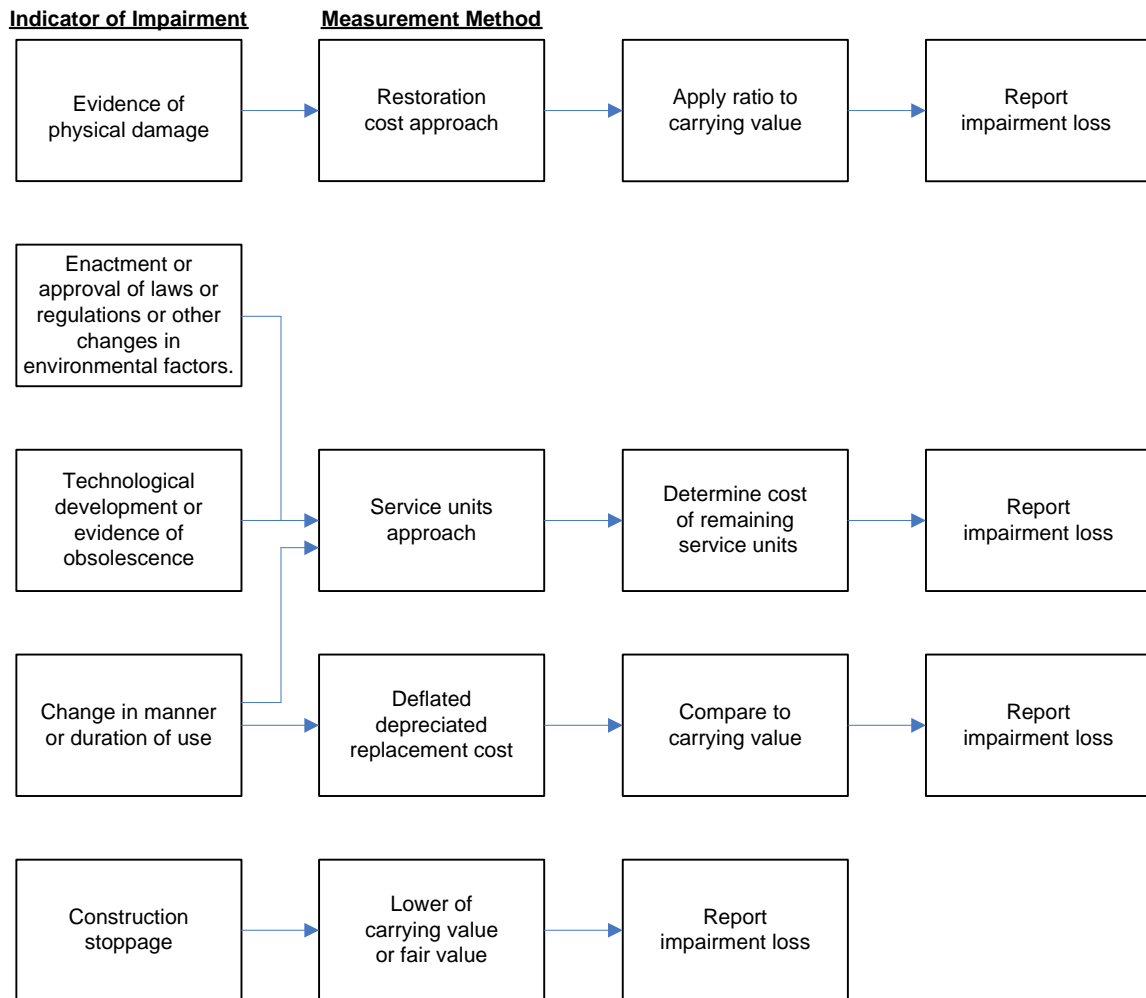 Indicator of Impairment
Measurement Method
Evidence of
physical damage
Restoration
cost approach
Apply ratio to
carrying value
Report
impairment loss
Enactment or
approval of laws or
regulations or other
changes in
environmental factors.
Technological
development or
evidence of
obsolescence
Service units
approach
Determine cost
of remaining
service units
Report
impairment loss
Change in manner
or duration of use
Deflated
depreciated
replacement cost
Compare to
carrying value
Report
impairment loss
Construction
stoppage
Lower of
carrying value
or fair value
Report
impairment loss